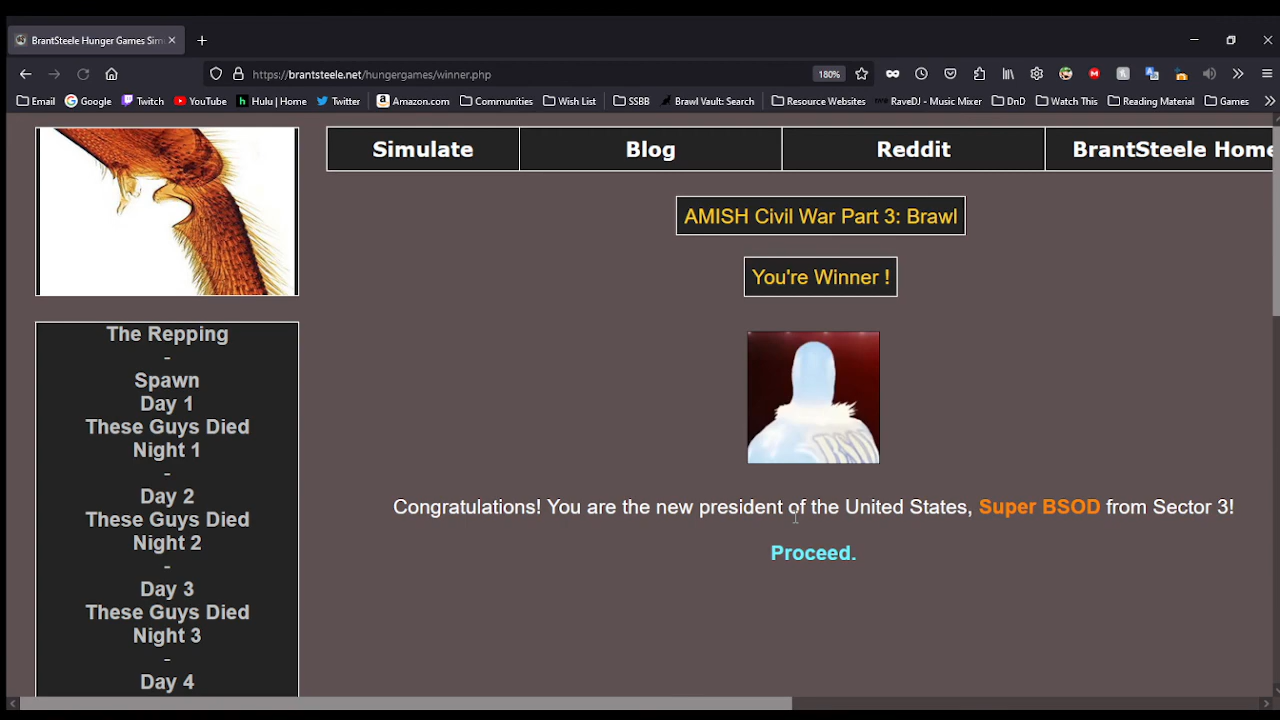 BrantSteele Hunger Games Sim
https://brantsteele.net/hungergames/winner.php
180%
Email
Google
Twitch
YouTube
Hulu | Home
Twitter
Amazon.com
Communities
Wish List
SSBB
Brawl Vault: Search
Resource Websites
RaveDJ - Music Mixer
DnD
Watch This
Reading Material
Games
Simulate
Blog
Reddit
BrantSteele Home
AMISH Civil War Part 3: Brawl
You're Winner !
BSOD
Congratulations! You are the new president of the United States, Super BSOD from Sector 3!
Proceed.
The Repping
-
Spawn
Day 1
These Guys Died
Night 1
-
Day 2
These Guys Died
Night 2
-
Day 3
These Guys Died
Night 3
-
Day 4